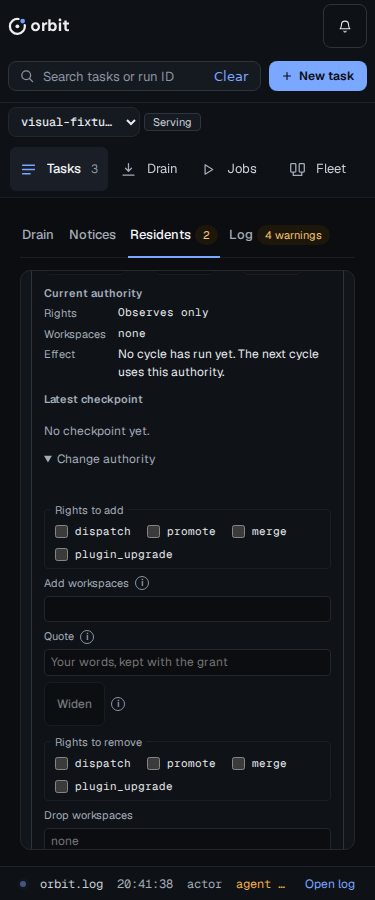 orbit
Search tasks or run ID
Clear
+ New task
visual-fixtu…
Serving
Tasks 3
Drain
Jobs
Fleet
Drain
Notices
Residents 2
Log 4 warnings
Current authority
Rights Observes only
Workspaces none
Effect No cycle has run yet. The next cycle
uses this authority.
Latest checkpoint
No checkpoint yet.
▼ Change authority
Rights to add
dispatch promote merge
plugin_upgrade
Add workspaces i
Quote i
Your words, kept with the grant
Widen i
Rights to remove
dispatch promote merge
plugin_upgrade
Drop workspaces
none
orbit.log 20:41:38 actor agent … Open log